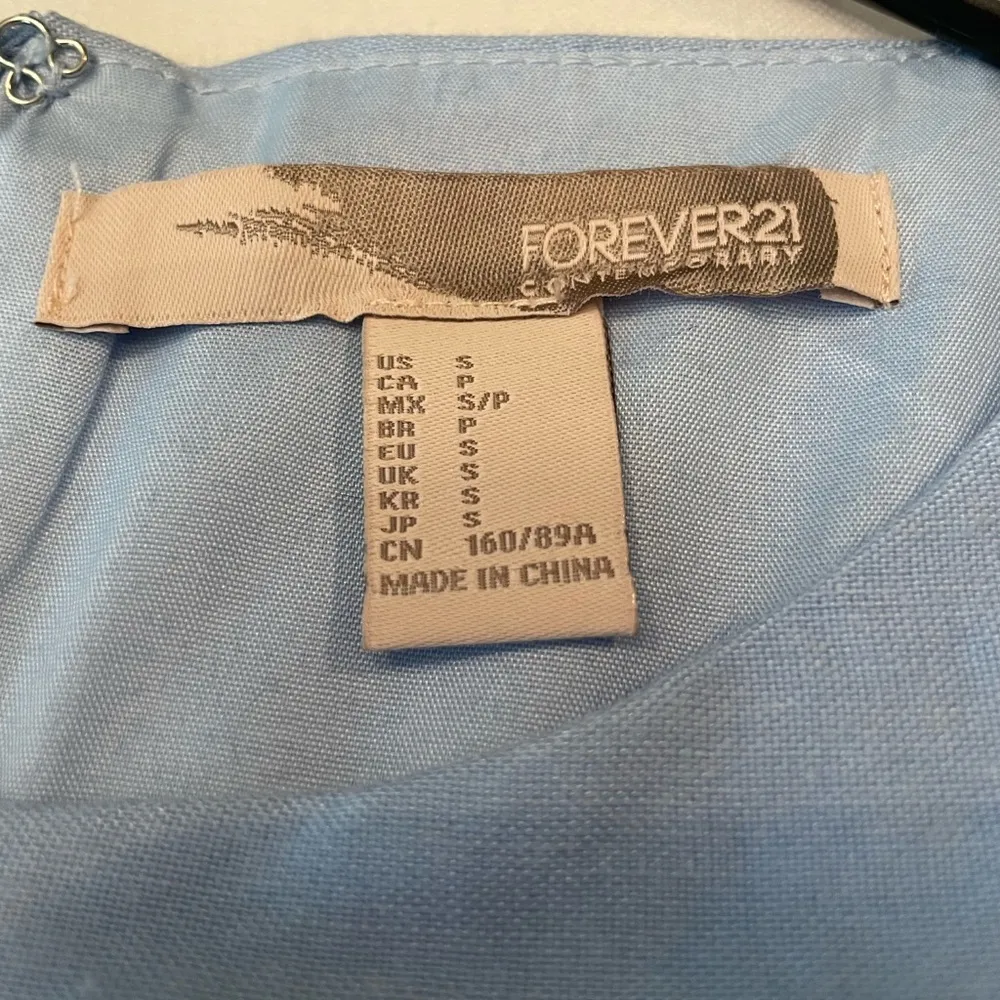 FOREVER21
CONTEMPORARY
US S
CA P
MX S/P
BR P
EU S
UK S
KR S
JP S
CN 160/89A
MADE IN CHINA